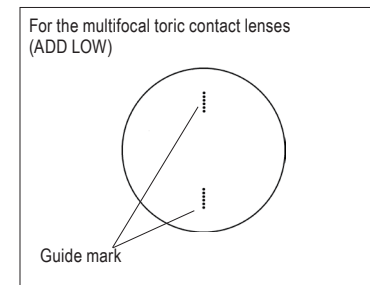 For the multifocal toric contact lenses
(ADD LOW)
Guide mark